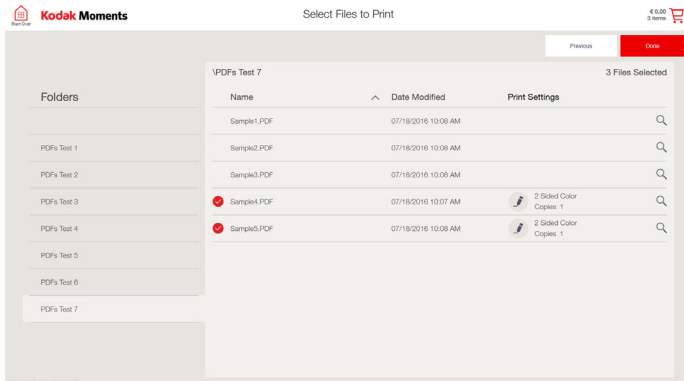 Start Over
Kodak Moments
Select Files to Print
€ 0,00
3 items
Previous
Done
\PDFs Test 7
3 Files Selected
Folders
Name
Date Modified
Print Settings
Sample1.PDF
07/18/2016 10:08 AM
PDFs Test 1
Sample2.PDF
07/18/2016 10:08 AM
PDFs Test 2
Sample3.PDF
07/18/2016 10:08 AM
PDFs Test 3
Sample4.PDF
07/18/2016 10:07 AM
2 Sided Color
Copies 1
PDFs Test 4
Sample5.PDF
07/18/2016 10:08 AM
2 Sided Color
Copies 1
PDFs Test 5
PDFs Test 6
PDFs Test 7